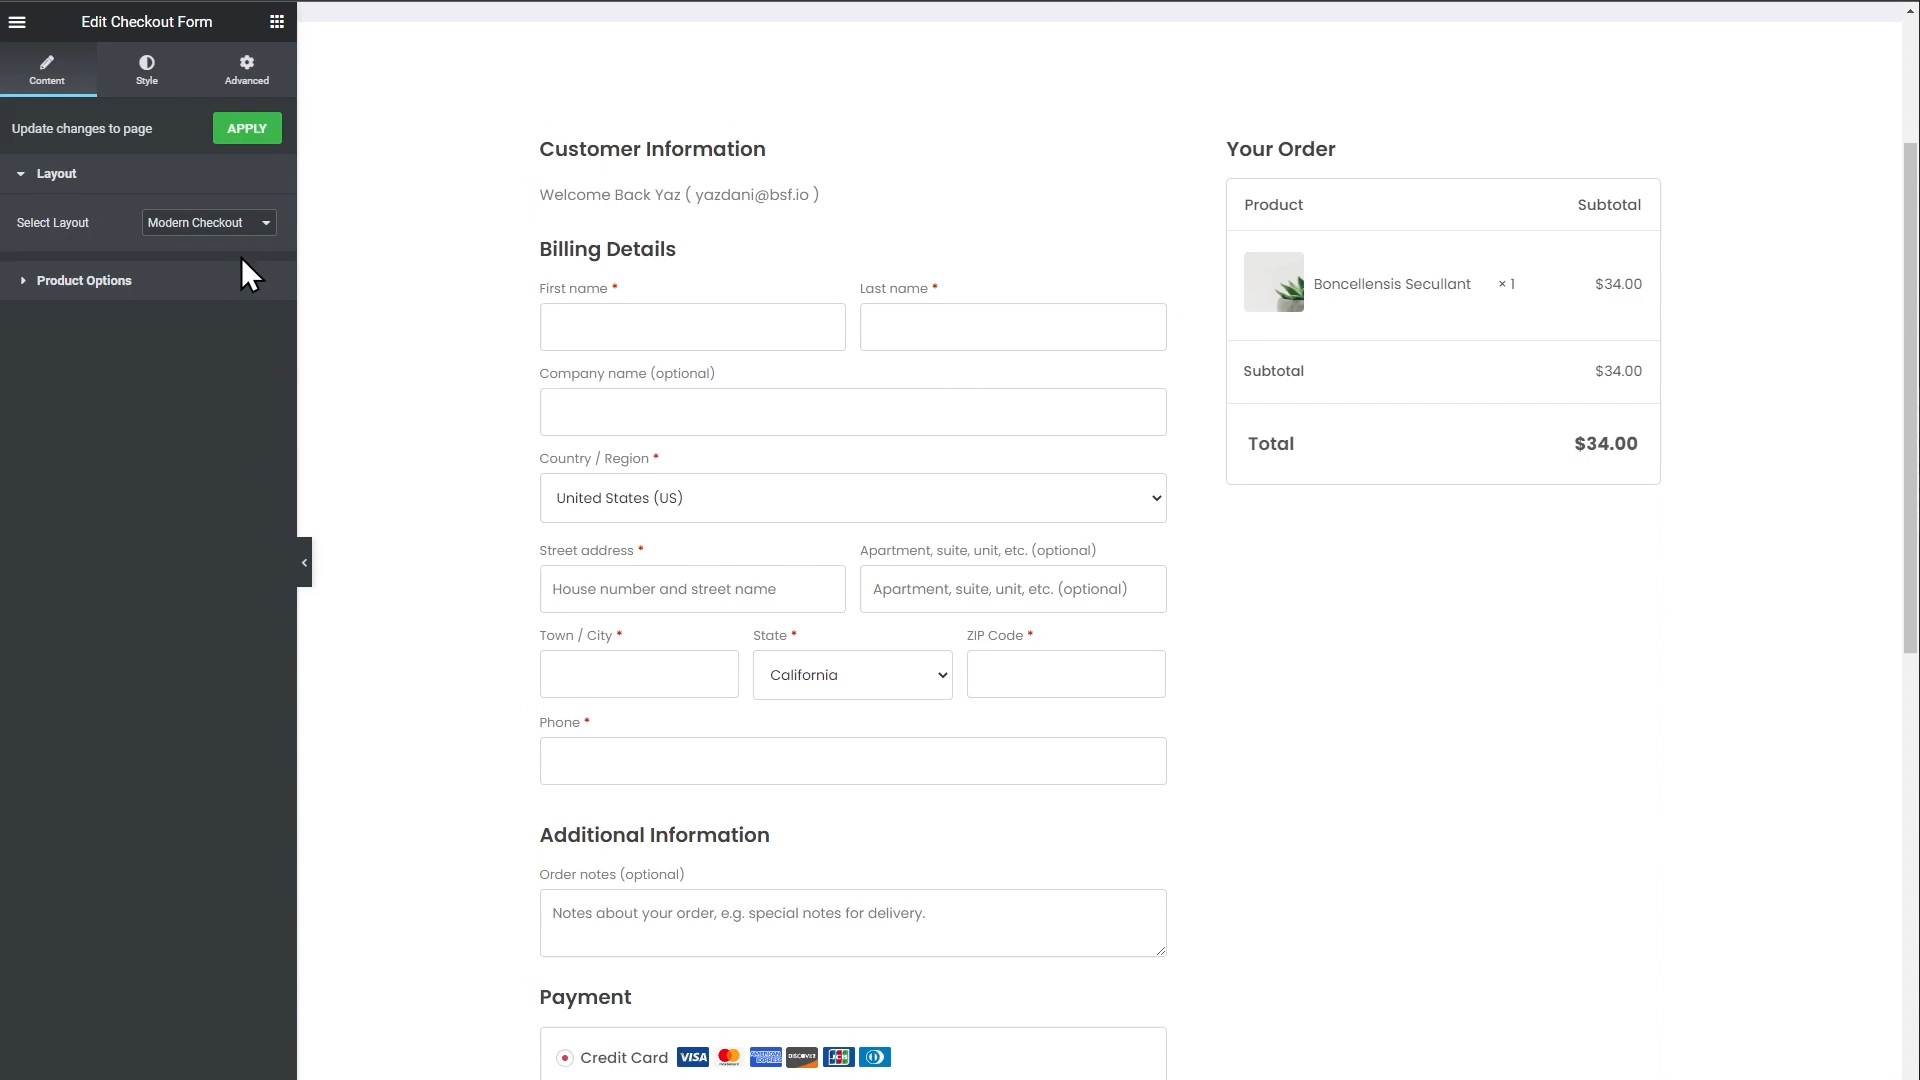 Edit Checkout Form
Content
Style
Advanced
Update changes to page
APPLY
Layout
Select Layout
Modern Checkout
Product Options
Customer Information
Welcome Back Yaz ( yazdani@bsf.io )
Billing Details
First name *
Last name *
Company name (optional)
Country / Region *
United States (US)
Street address *
Apartment, suite, unit, etc. (optional)
House number and street name
Apartment, suite, unit, etc. (optional)
Town / City *
State *
ZIP Code *
California
Phone *
Additional Information
Order notes (optional)
Notes about your order, e.g. special notes for delivery.
Payment
Credit Card VISA AMERICAN EXPRESS DISCOVER JCB
Your Order
Product Subtotal
Boncellensis Secullant × 1 $34.00
Subtotal $34.00
Total $34.00